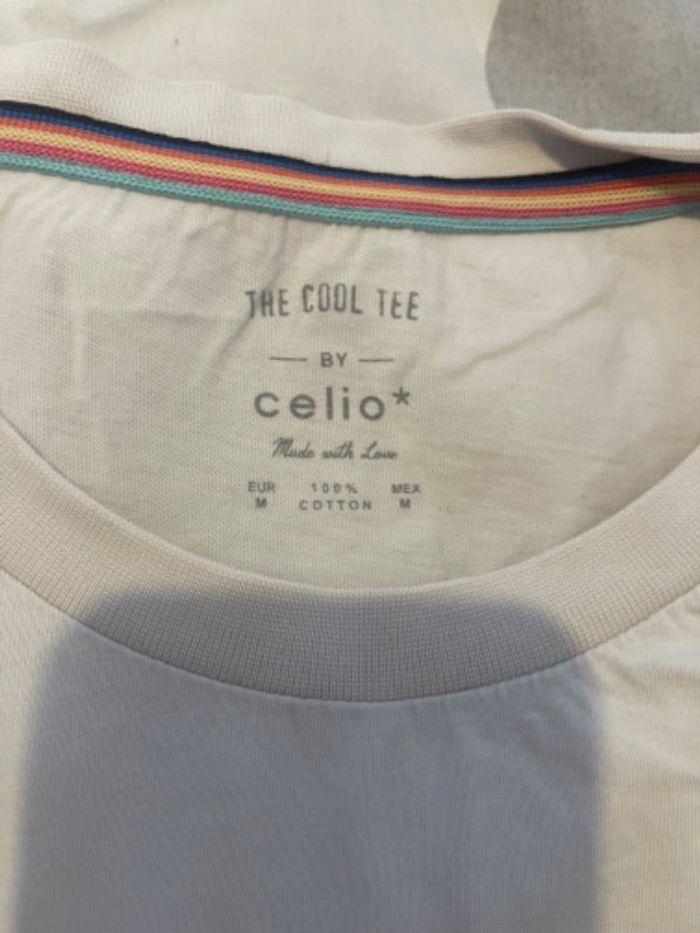 THE COOL TEE
BY
celio*
Made with Love
EUR 100% MEX
M COTTON M